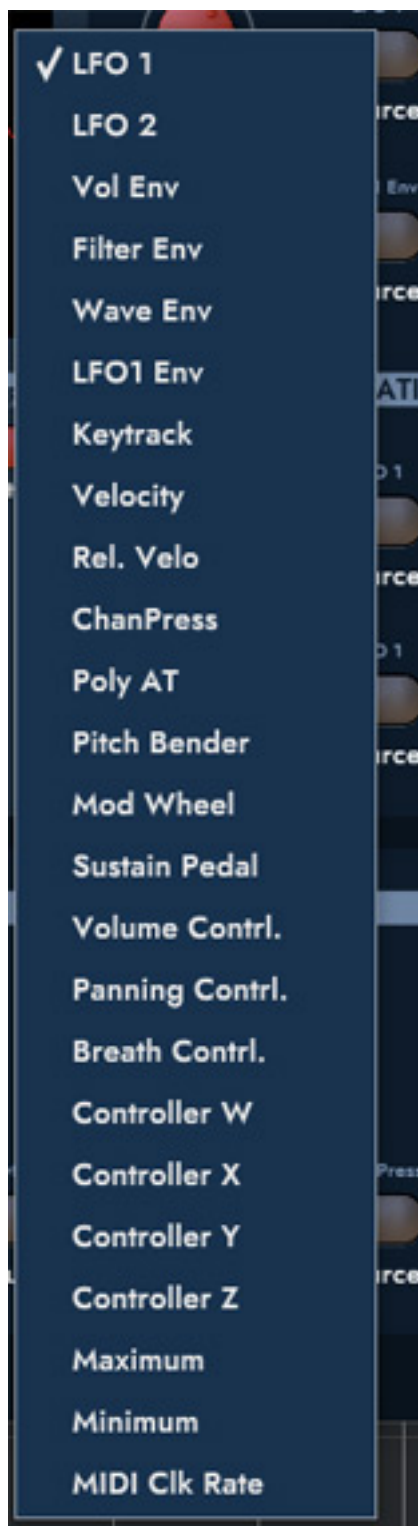 ✓ LFO 1
LFO 2
Vol Env
Filter Env
Wave Env
LFO1 Env
Keytrack
Velocity
Rel. Velo
ChanPress
Poly AT
Pitch Bender
Mod Wheel
Sustain Pedal
Volume Contrl.
Panning Contrl.
Breath Contrl.
Controller W
Controller X
Controller Y
Controller Z
Maximum
Minimum
MIDI Clk Rate